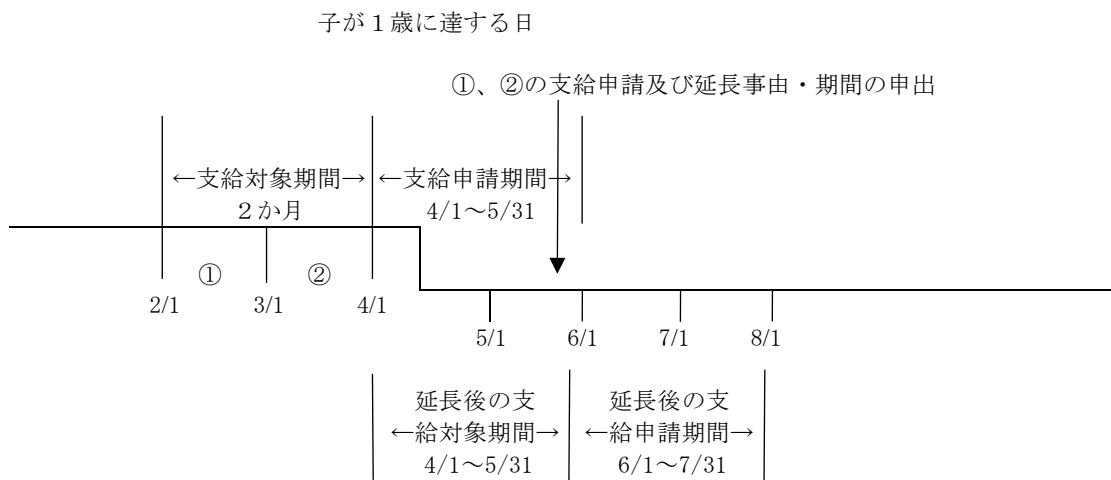 子が１歳に達する日
①、②の支給申請及び延長事由・期間の申出
←支給対象期間→
２か月
←支給申請期間→
4/1～5/31
①
②
2/1
3/1
4/1
5/1
6/1
7/1
8/1
延長後の支
←給対象期間→
4/1～5/31
延長後の支
←給申請期間→
6/1～7/31